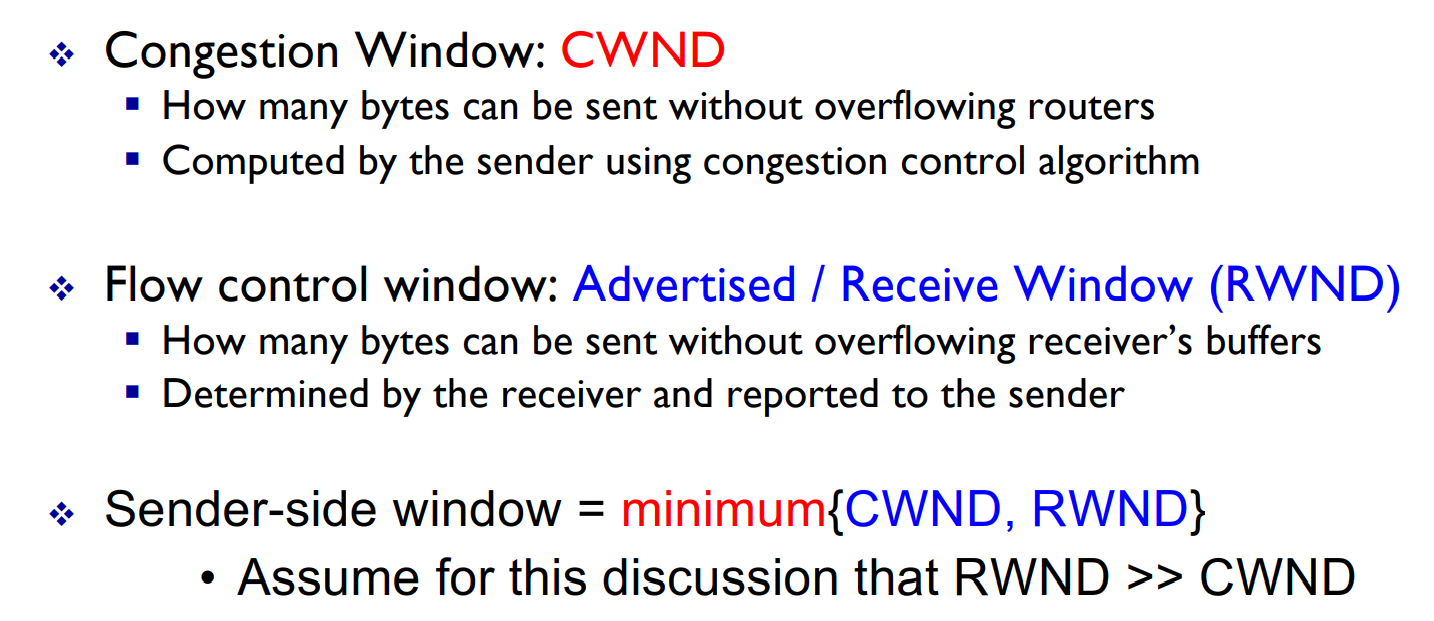 ❖ Congestion Window: CWND
▪ How many bytes can be sent without overflowing routers
▪ Computed by the sender using congestion control algorithm
❖ Flow control window: Advertised / Receive Window (RWND)
▪ How many bytes can be sent without overflowing receiver’s buffers
▪ Determined by the receiver and reported to the sender
❖ Sender-side window = minimum{CWND, RWND}
• Assume for this discussion that RWND >> CWND